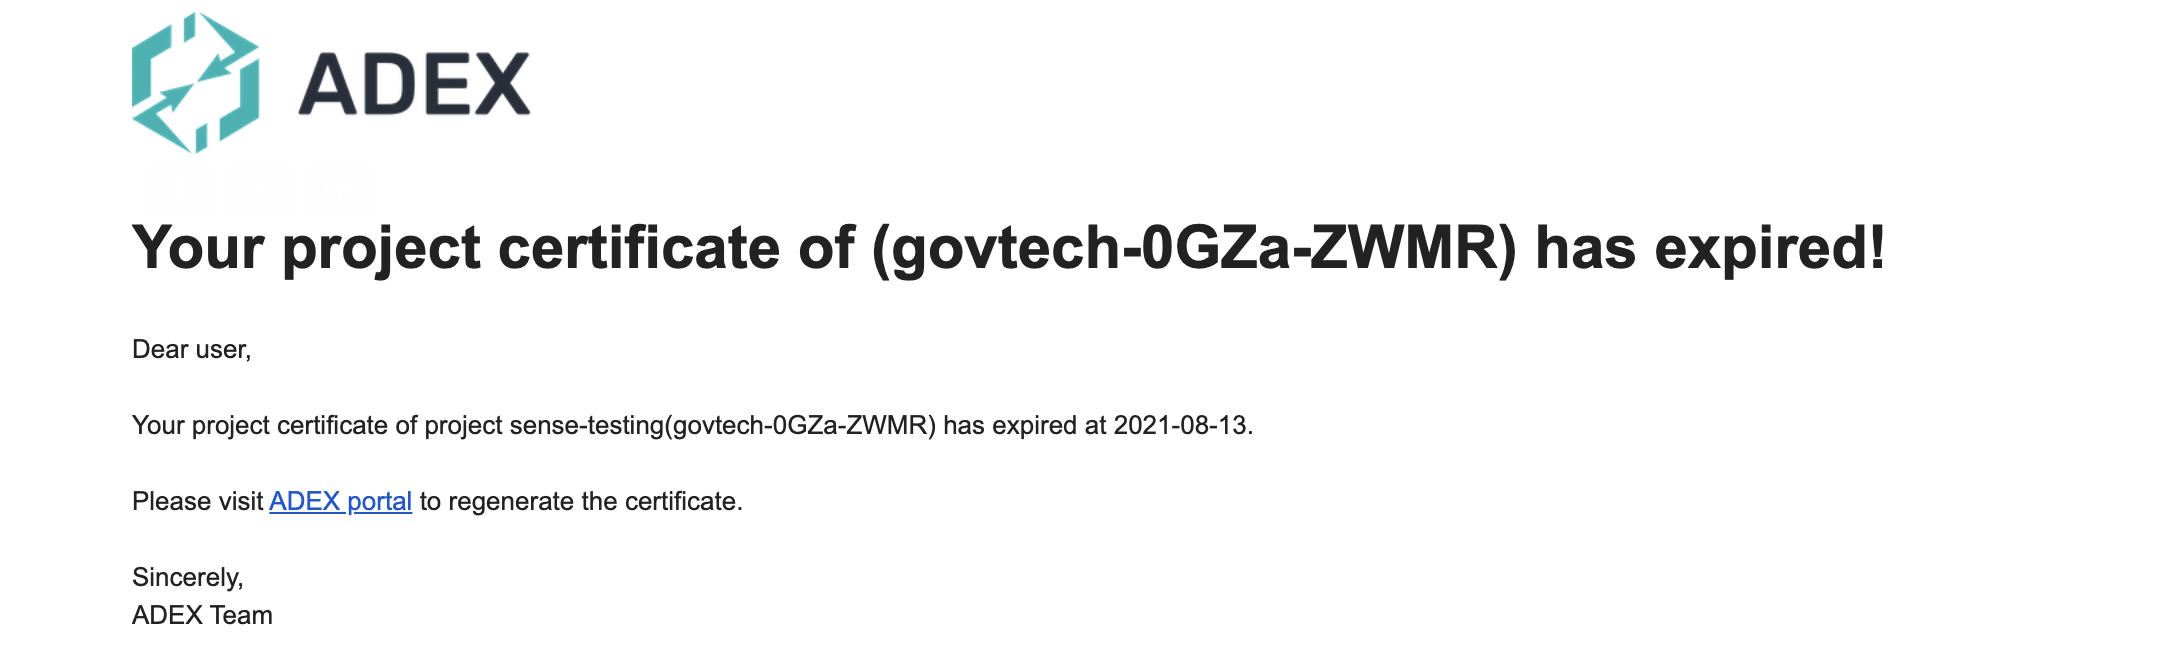 ADEX
Your project certificate of (govtech-0GZa-ZWMR) has expired!
Dear user,
Your project certificate of project sense-testing(govtech-0GZa-ZWMR) has expired at 2021-08-13.
Please visit ADEX portal to regenerate the certificate.
Sincerely,
ADEX Team